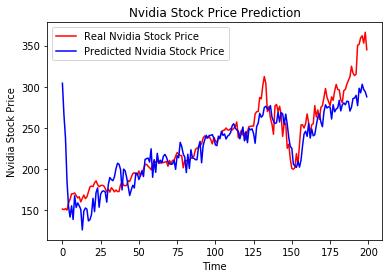 Nvidia Stock Price Prediction
Real Nvidia Stock Price
Predicted Nvidia Stock Price
Nvidia Stock Price
350
300
250
200
150
0 25 50 75 100 125 150 175 200
Time